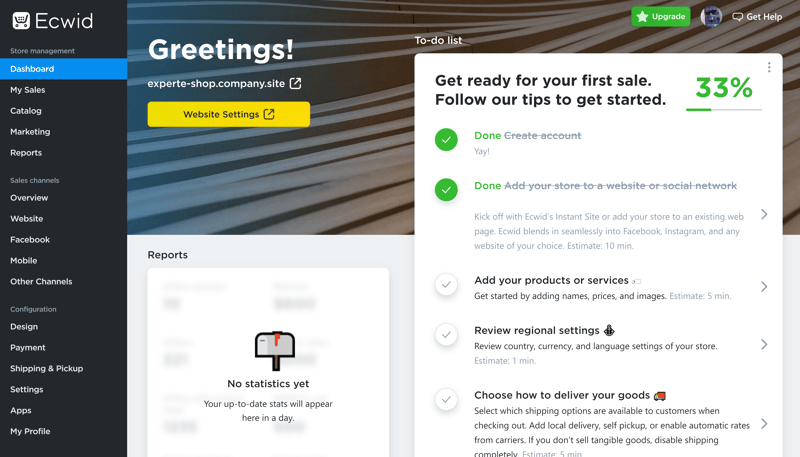 Ecwid
Store management
Dashboard
My Sales
Catalog
Marketing
Reports
Sales channels
Overview
Website
Facebook
Mobile
Other Channels
Configuration
Design
Payment
Shipping & Pickup
Settings
Apps
My Profile
Upgrade
Get Help
Greetings!
experte-shop.company.site
Website Settings
Reports
No statistics yet
Your up-to-date stats will appear
here in a day.
To-do list
Get ready for your first sale.
Follow our tips to get started.
33%
Done Create account
Yay!
Done Add your store to a website or social network
Kick off with Ecwid's Instant Site or add your store to an existing web
page. Ecwid blends in seamlessly into Facebook, Instagram, and any
website of your choice. Estimate: 10 min.
Add your products or services
Get started by adding names, prices, and images. Estimate: 5 min.
Review regional settings
Review country, currency, and language settings of your store.
Estimate: 1 min.
Choose how to deliver your goods
Select which shipping options are available to customers when
checking out. Add local delivery, self pickup, or enable automatic rates
from carriers. If you don't sell tangible goods, disable shipping
completely. Estimate: 5 min.